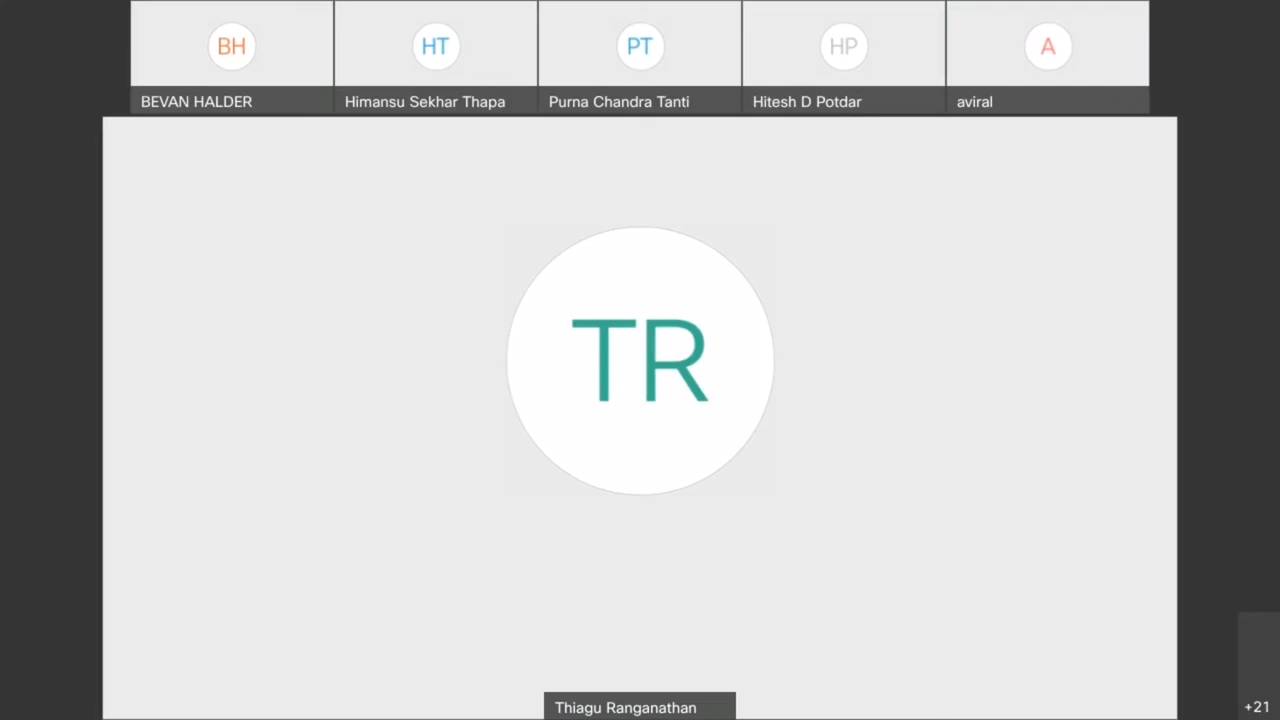 BH
HT
PT
HP
A
BEVAN HALDER
Himansu Sekhar Thapa
Purna Chandra Tanti
Hitesh D Potdar
aviral
TR
Thiagu Ranganathan
+21